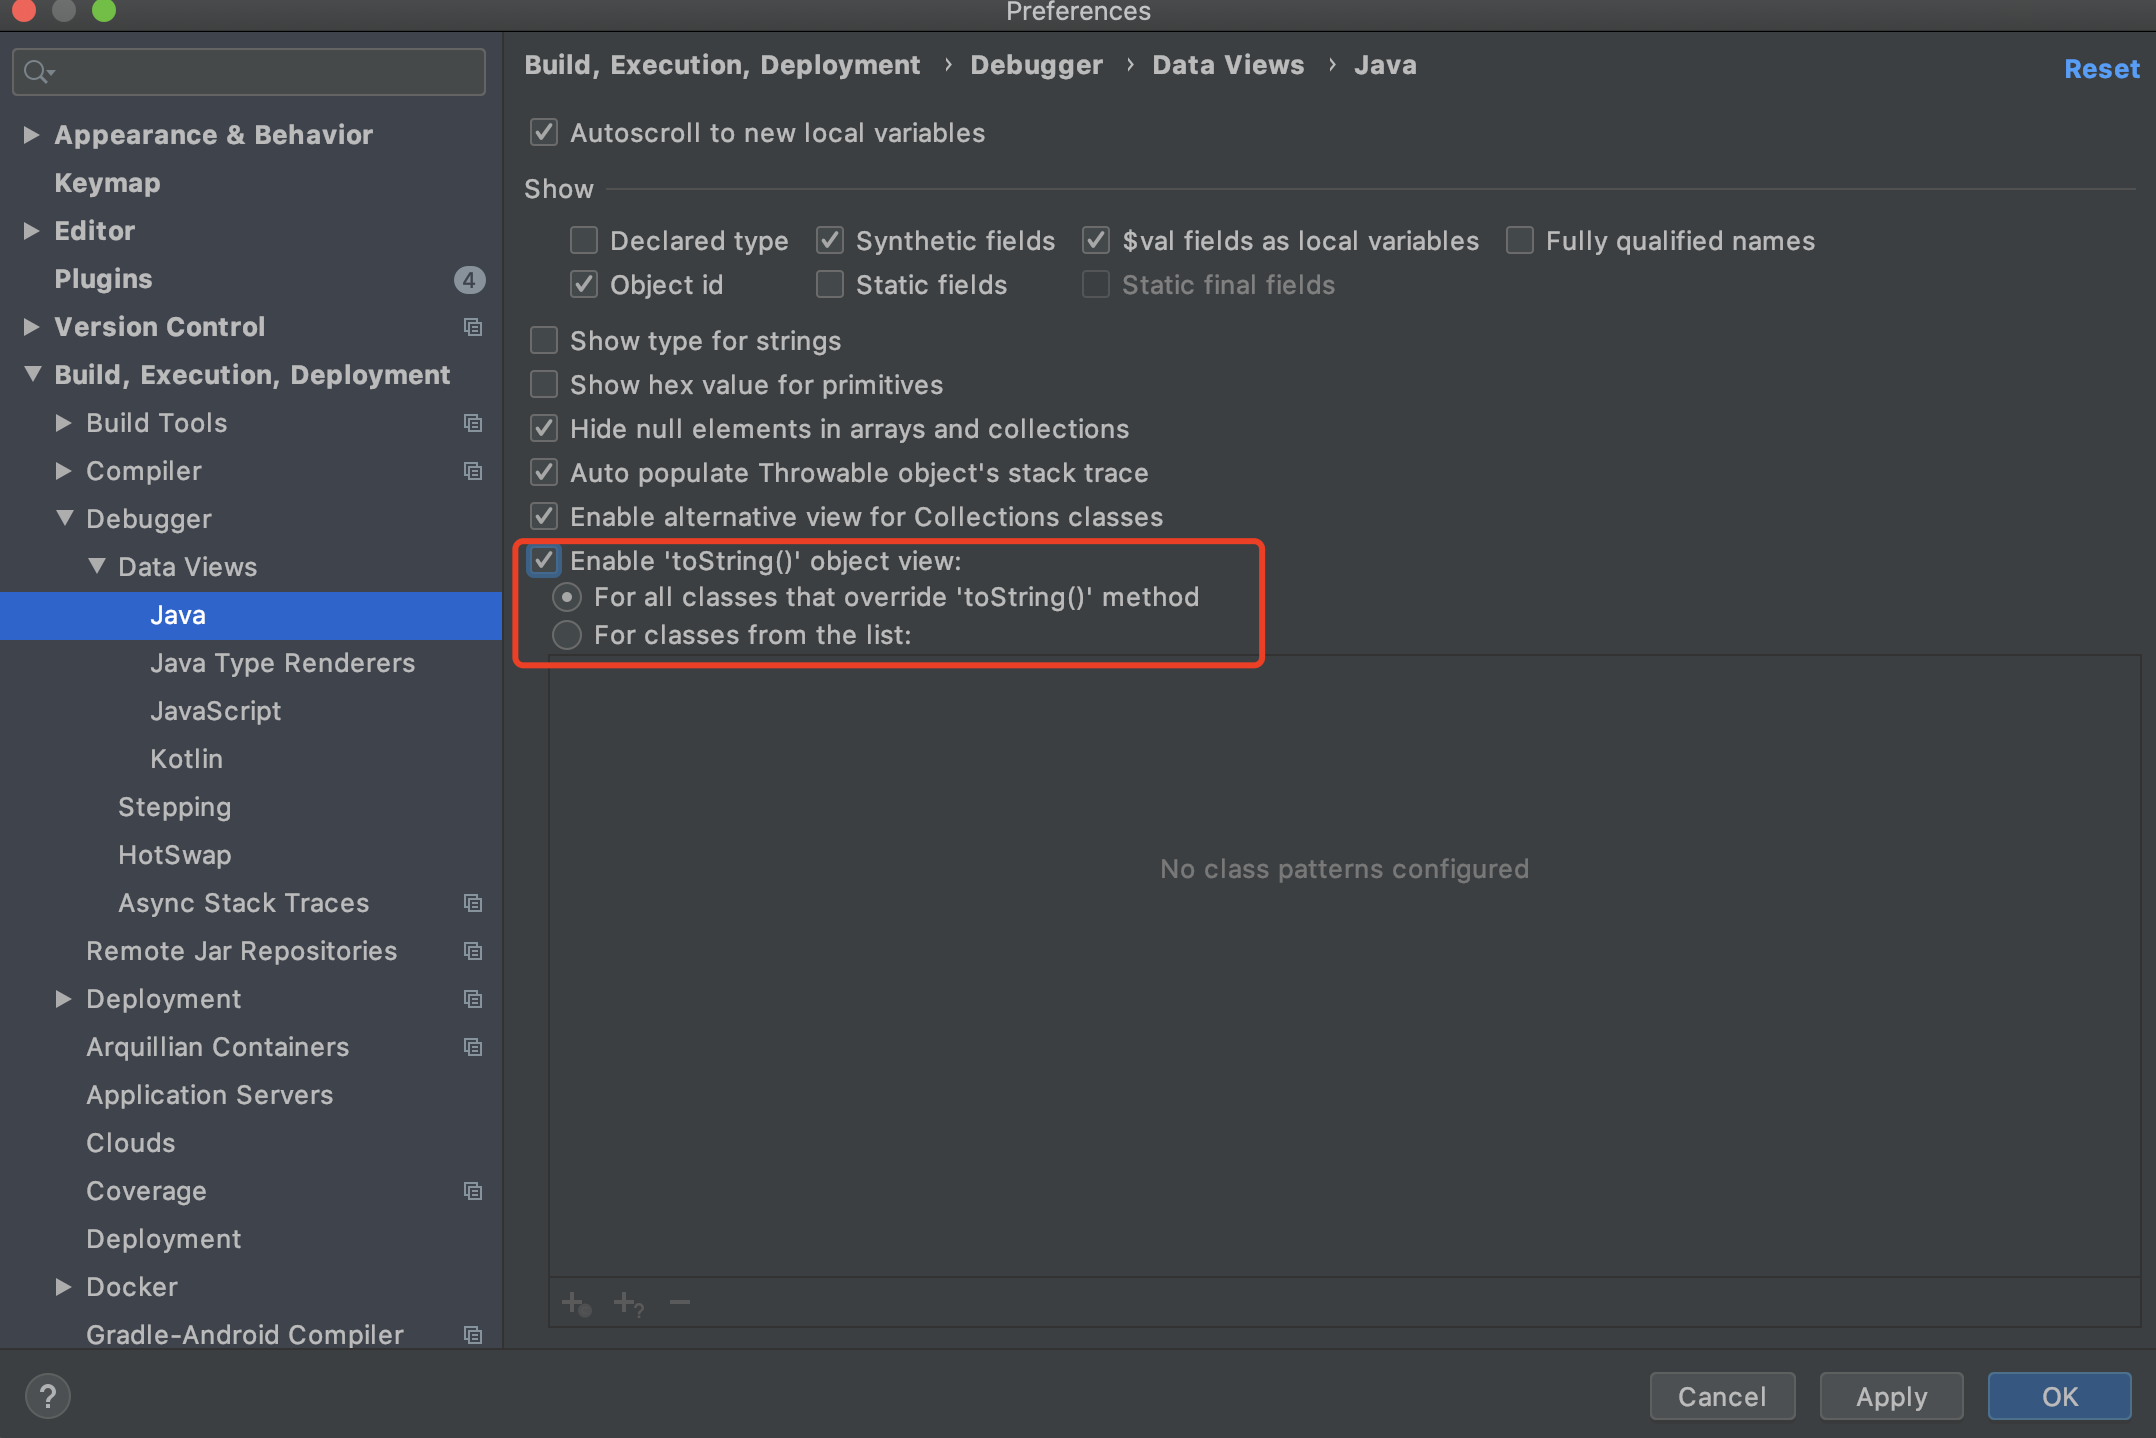 Preferences
Appearance & Behavior
Keymap
Editor
Plugins 4
Version Control
Build, Execution, Deployment
Build Tools
Compiler
Debugger
Data Views
Java
Java Type Renderers
JavaScript
Kotlin
Stepping
HotSwap
Async Stack Traces
Remote Jar Repositories
Deployment
Arquillian Containers
Application Servers
Clouds
Coverage
Deployment
Docker
Gradle-Android Compiler
Build, Execution, Deployment › Debugger › Data Views › Java
Reset
Autoscroll to new local variables
Show
Declared type Synthetic fields $val fields as local variables Fully qualified names
Object id Static fields Static final fields
Show type for strings
Show hex value for primitives
Hide null elements in arrays and collections
Auto populate Throwable object's stack trace
Enable alternative view for Collections classes
Enable 'toString()' object view:
For all classes that override 'toString()' method
For classes from the list:
No class patterns configured
? Cancel Apply OK